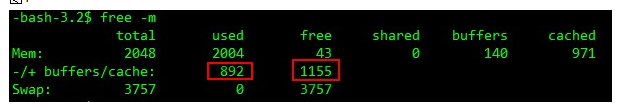 -bash-3.2$ free -m
total used free shared buffers cached
Mem: 2048 2004 43 0 140 971
-/+ buffers/cache: 892 1155
Swap: 3757 0 3757